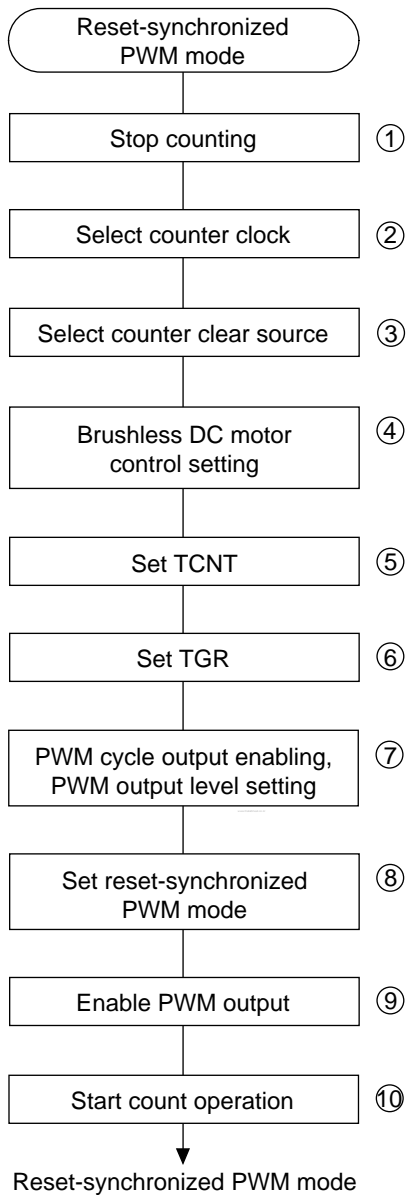 Reset-synchronized
PWM mode
Stop counting ①
Select counter clock ②
Select counter clear source ③
Brushless DC motor ④
control setting
Set TCNT ⑤
Set TGR ⑥
PWM cycle output enabling, ⑦
PWM output level setting
Set reset-synchronized ⑧
PWM mode
Enable PWM output ⑨
Start count operation ⑩
Reset-synchronized PWM mode